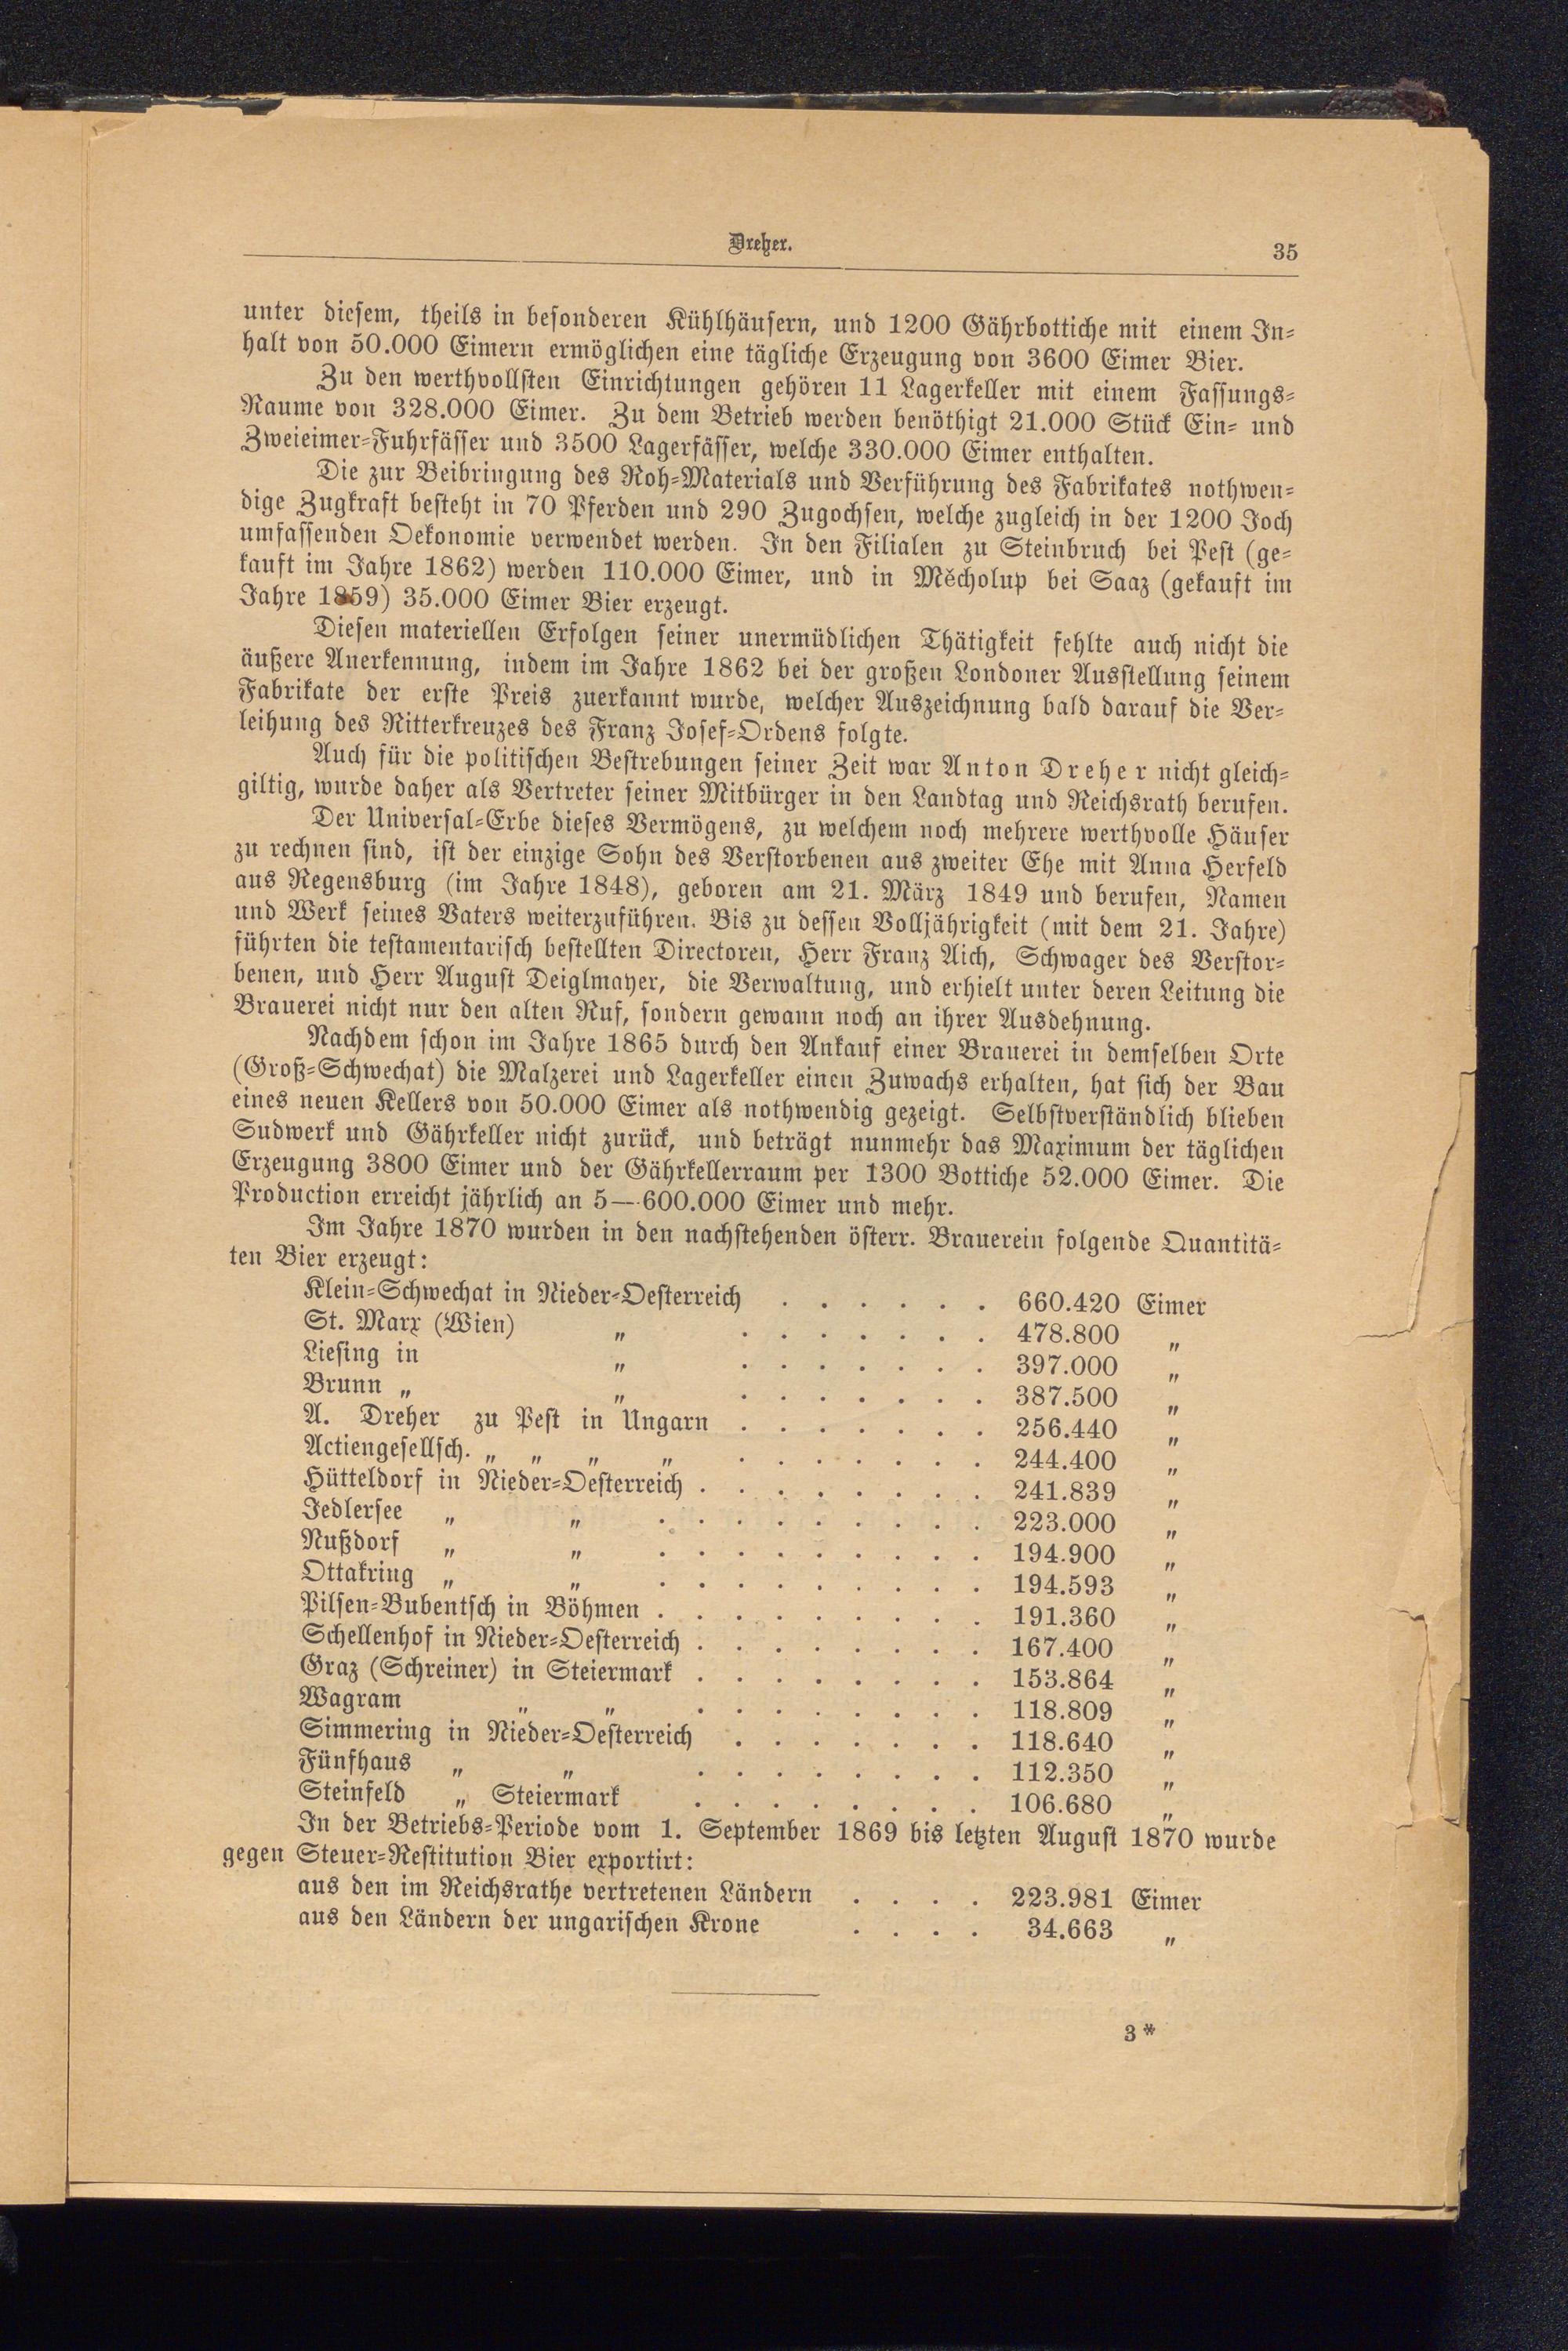 Dreher.
35
unter diesem, theils in besonderen Kühlhäusern, und 1200 Gährbottiche mit einem In-
halt von 50.000 Eimern ermöglichen eine tägliche Erzeugung von 3600 Eimer Bier.
Zu den werthvollsten Einrichtungen gehören 11 Lagerkeller mit einem Fassungs-
Raume von 328.000 Eimer. Zu dem Betrieb werden benöthigt 21.000 Stück Ein- und
Zweieimer-Fuhrfässer und 3500 Lagerfässer, welche 330.000 Eimer enthalten.
Die zur Beibringung des Roh-Materials und Verführung des Fabrikates nothwen-
dige Zugkraft besteht in 70 Pferden und 290 Zugochsen, welche zugleich in der 1200 Joch
umfassenden Oekonomie verwendet werden. In den Filialen zu Steinbruch bei Pest (ge-
kauft im Jahre 1862) werden 110.000 Eimer, und in Měcholup bei Saaz (gekauft im
Jahre 1859) 35.000 Eimer Bier erzeugt.
Diesen materiellen Erfolgen seiner unermüdlichen Thätigkeit fehlte auch nicht die
äußere Anerkennung, indem im Jahre 1862 bei der großen Londoner Ausstellung seinem
Fabrikate der erste Preis zuerkannt wurde, welcher Auszeichnung bald darauf die Ver-
leihung des Ritterkreuzes des Franz Josef-Ordens folgte.
Auch für die politischen Bestrebungen seiner Zeit war Anton Dreher nicht gleich-
giltig, wurde daher als Vertreter seiner Mitbürger in den Landtag und Reichsrath berufen.
Der Universal-Erbe dieses Vermögens, zu welchem noch mehrere werthvolle Häuser
zu rechnen sind, ist der einzige Sohn des Verstorbenen aus zweiter Ehe mit Anna Herfeld
aus Regensburg (im Jahre 1848), geboren am 21. März 1849 und berufen, Namen
und Werk seines Vaters weiterzuführen. Bis zu dessen Volljährigkeit (mit dem 21. Jahre)
führten die testamentarisch bestellten Directoren, Herr Franz Aich, Schwager des Verstor-
benen, und Herr August Deiglmayer, die Verwaltung, und erhielt unter deren Leitung die
Brauerei nicht nur den alten Ruf, sondern gewann noch an ihrer Ausdehnung.
Nachdem schon im Jahre 1865 durch den Ankauf einer Brauerei in demselben Orte
(Groß-Schwechat) die Malzerei und Lagerkeller einen Zuwachs erhalten, hat sich der Bau
eines neuen Kellers von 50.000 Eimer als nothwendig gezeigt. Selbstverständlich blieben
Sudwerk und Gährkeller nicht zurück, und beträgt nunmehr das Maximum der täglichen
Erzeugung 3800 Eimer und der Gährkellerraum per 1300 Bottiche 52.000 Eimer. Die
Production erreicht jährlich an 5—600.000 Eimer und mehr.
Im Jahre 1870 wurden in den nachstehenden österr. Brauerein folgende Quantitä-
ten Bier erzeugt:
Klein-Schwechat in Nieder-Oesterreich . . . . . . 660.420 Eimer
St. Marx (Wien) „ . . . . . . . 478.800 „
Liesing in „ . . . . . . . 397.000 „
Brunn „ „ . . . . . . . 387.500 „
A. Dreher zu Pest in Ungarn . . . . . . . 256.440 „
Actiengesellsch. „ „ „ „ . . . . . . . 244.400 „
Hütteldorf in Nieder-Oesterreich . . . . . . . . 241.839 „
Jedlersee „ „ . . . . . . . . . 223.000 „
Nußdorf „ „ . . . . . . . . . 194.900 „
Ottakring „ „ . . . . . . . . . 194.593 „
Pilsen-Bubentsch in Böhmen . . . . . . . . . 191.360 „
Schellenhof in Nieder-Oesterreich . . . . . . . . 167.400 „
Graz (Schreiner) in Steiermark . . . . . . . . 153.864 „
Wagram „ „ . . . . . . . . 118.809 „
Simmering in Nieder-Oesterreich . . . . . . . 118.640 „
Fünfhaus „ „ . . . . . . . . 112.350 „
Steinfeld „ Steiermark . . . . . . . . 106.680 „
In der Betriebs-Periode vom 1. September 1869 bis letzten August 1870 wurde
gegen Steuer-Restitution Bier exportirt:
aus den im Reichsrathe vertretenen Ländern . . . . 223.981 Eimer
aus den Ländern der ungarischen Krone . . . . 34.663 „
3*